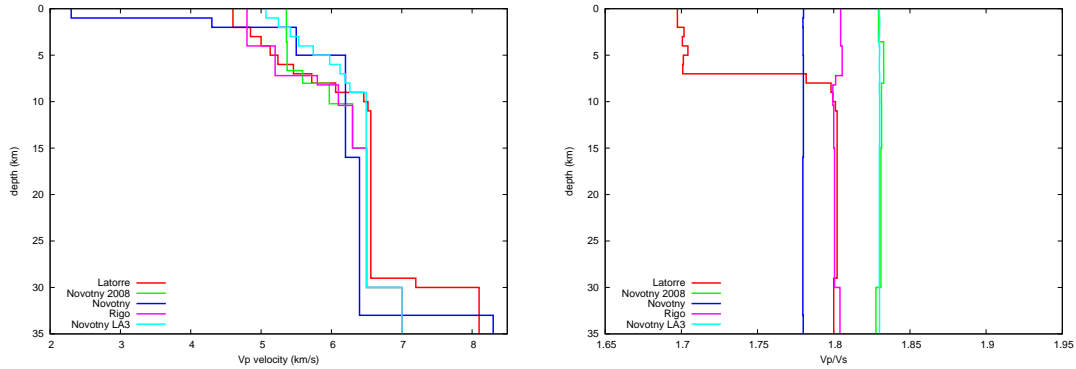 0
5
10
15
20
25
30
35
2 3 4 5 6 7 8
depth (km)
Vp velocity (km/s)
Latorre
Novotny 2008
Novotny
Rigo
Novotny LA3
0
5
10
15
20
25
30
35
1.65 1.7 1.75 1.8 1.85 1.9 1.95
depth (km)
Vp/Vs
Latorre
Novotny 2008
Novotny
Rigo
Novotny LA3